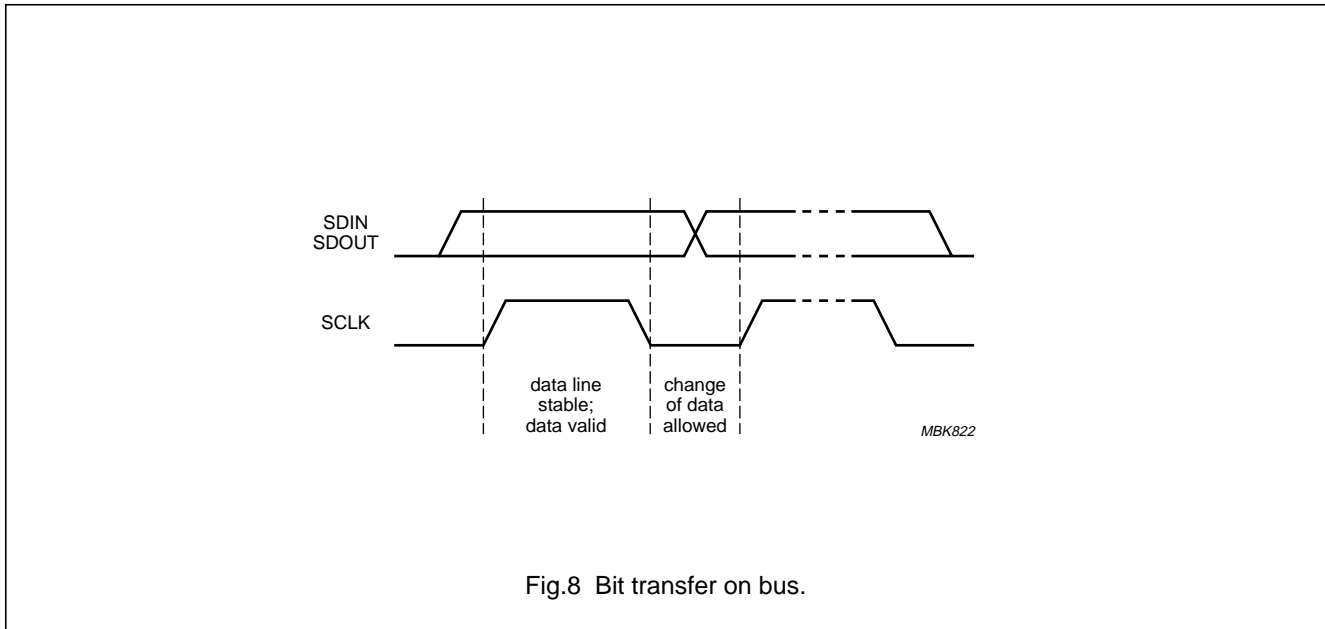 SDIN
SDOUT
SCLK
data line
stable;
data valid
change
of data
allowed
MBK822
Fig.8 Bit transfer on bus.